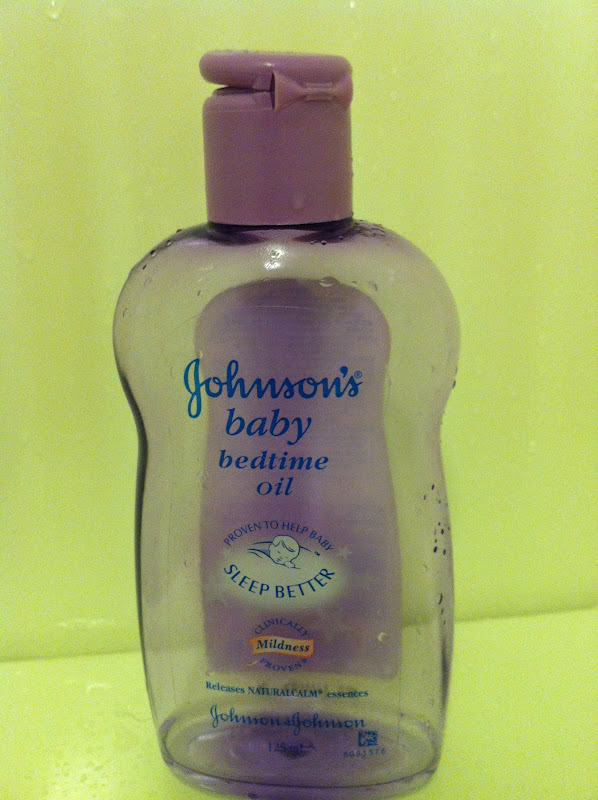 Johnson's®
baby
bedtime
oil
PROVEN TO HELP BABY
SLEEP BETTER
CLINICALLY
Mildness
PROVEN
Releases NATURALCALM® essences
Johnson & Johnson